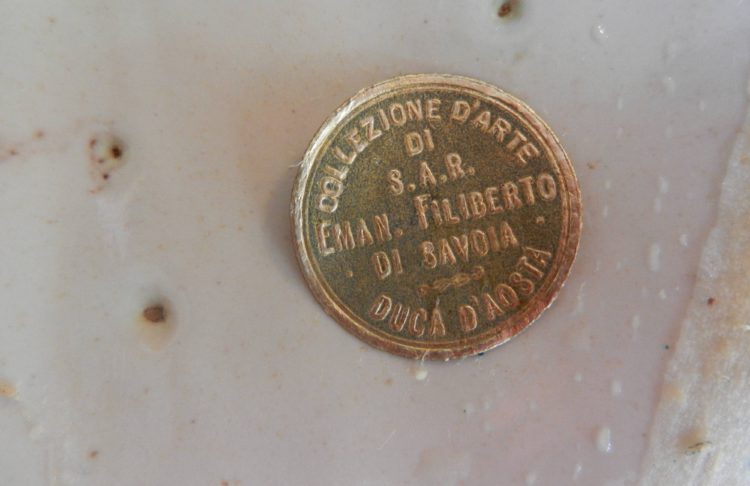 COLLEZIONE D'ARTE
DI
S.A.R.
EMAN. FILIBERTO
DI SAVOIA
DUCA D'AOSTA